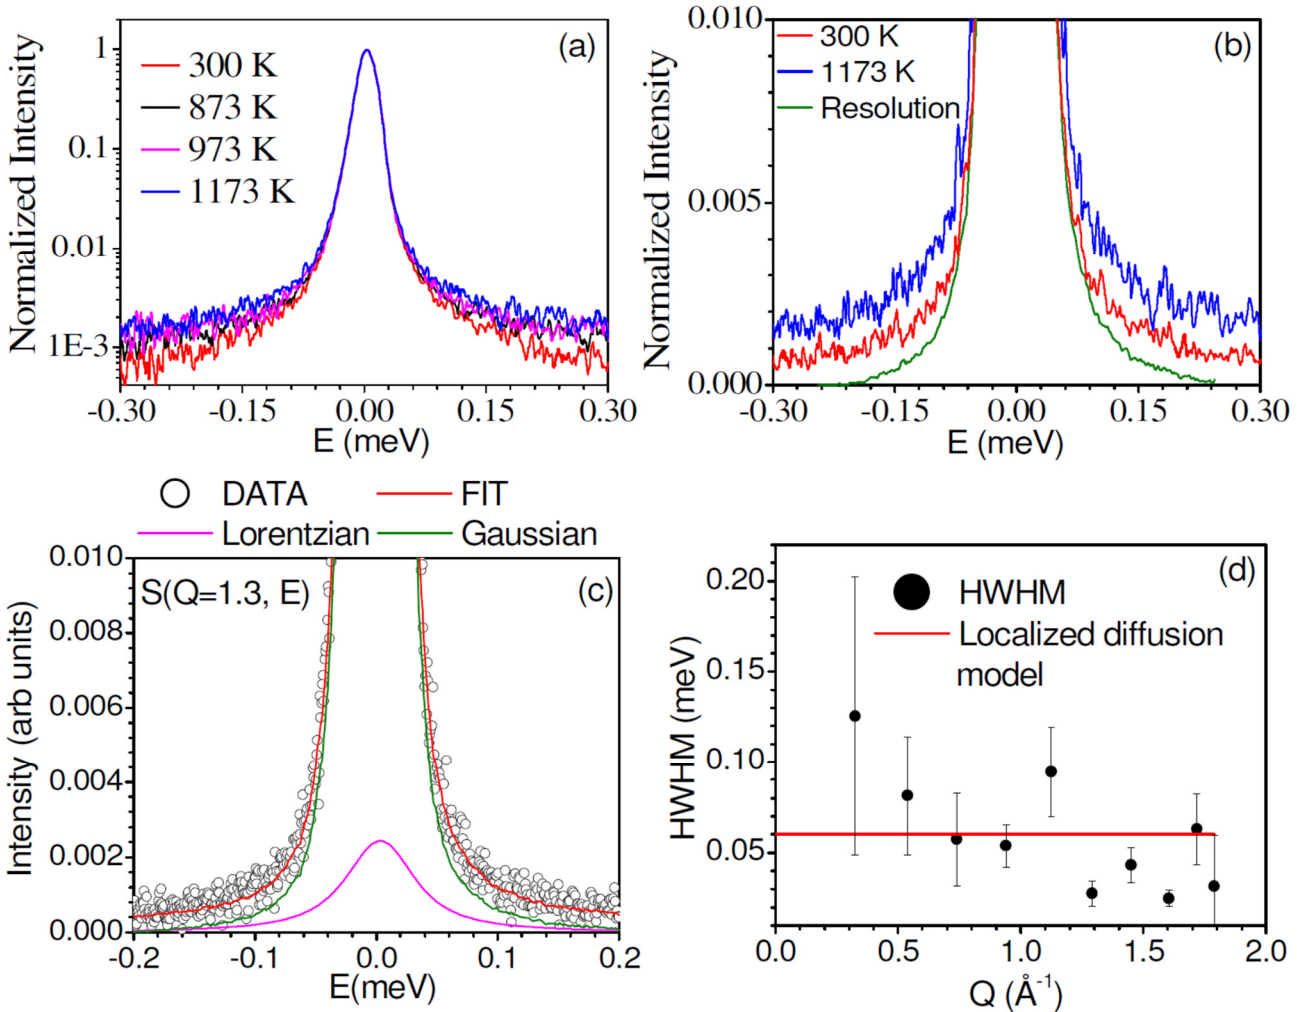 (a)
Normalized Intensity
1
0.1
0.01
1E-3
300 K
873 K
973 K
1173 K
-0.30 -0.15 0.00 0.15 0.30
E (meV)
(b)
Normalized Intensity
0.010
0.005
0.000
300 K
1173 K
Resolution
-0.30 -0.15 0.00 0.15 0.30
E (meV)
DATA FIT
Lorentzian Gaussian
S(Q=1.3, E) (c)
Intensity (arb units)
0.010
0.008
0.006
0.004
0.002
0.000
-0.2 -0.1 0.0 0.1 0.2
E(meV)
(d)
HWHM (meV)
0.20
0.15
0.10
0.05
HWHM
Localized diffusion
model
0.0 0.5 1.0 1.5 2.0
Q (Å⁻¹)